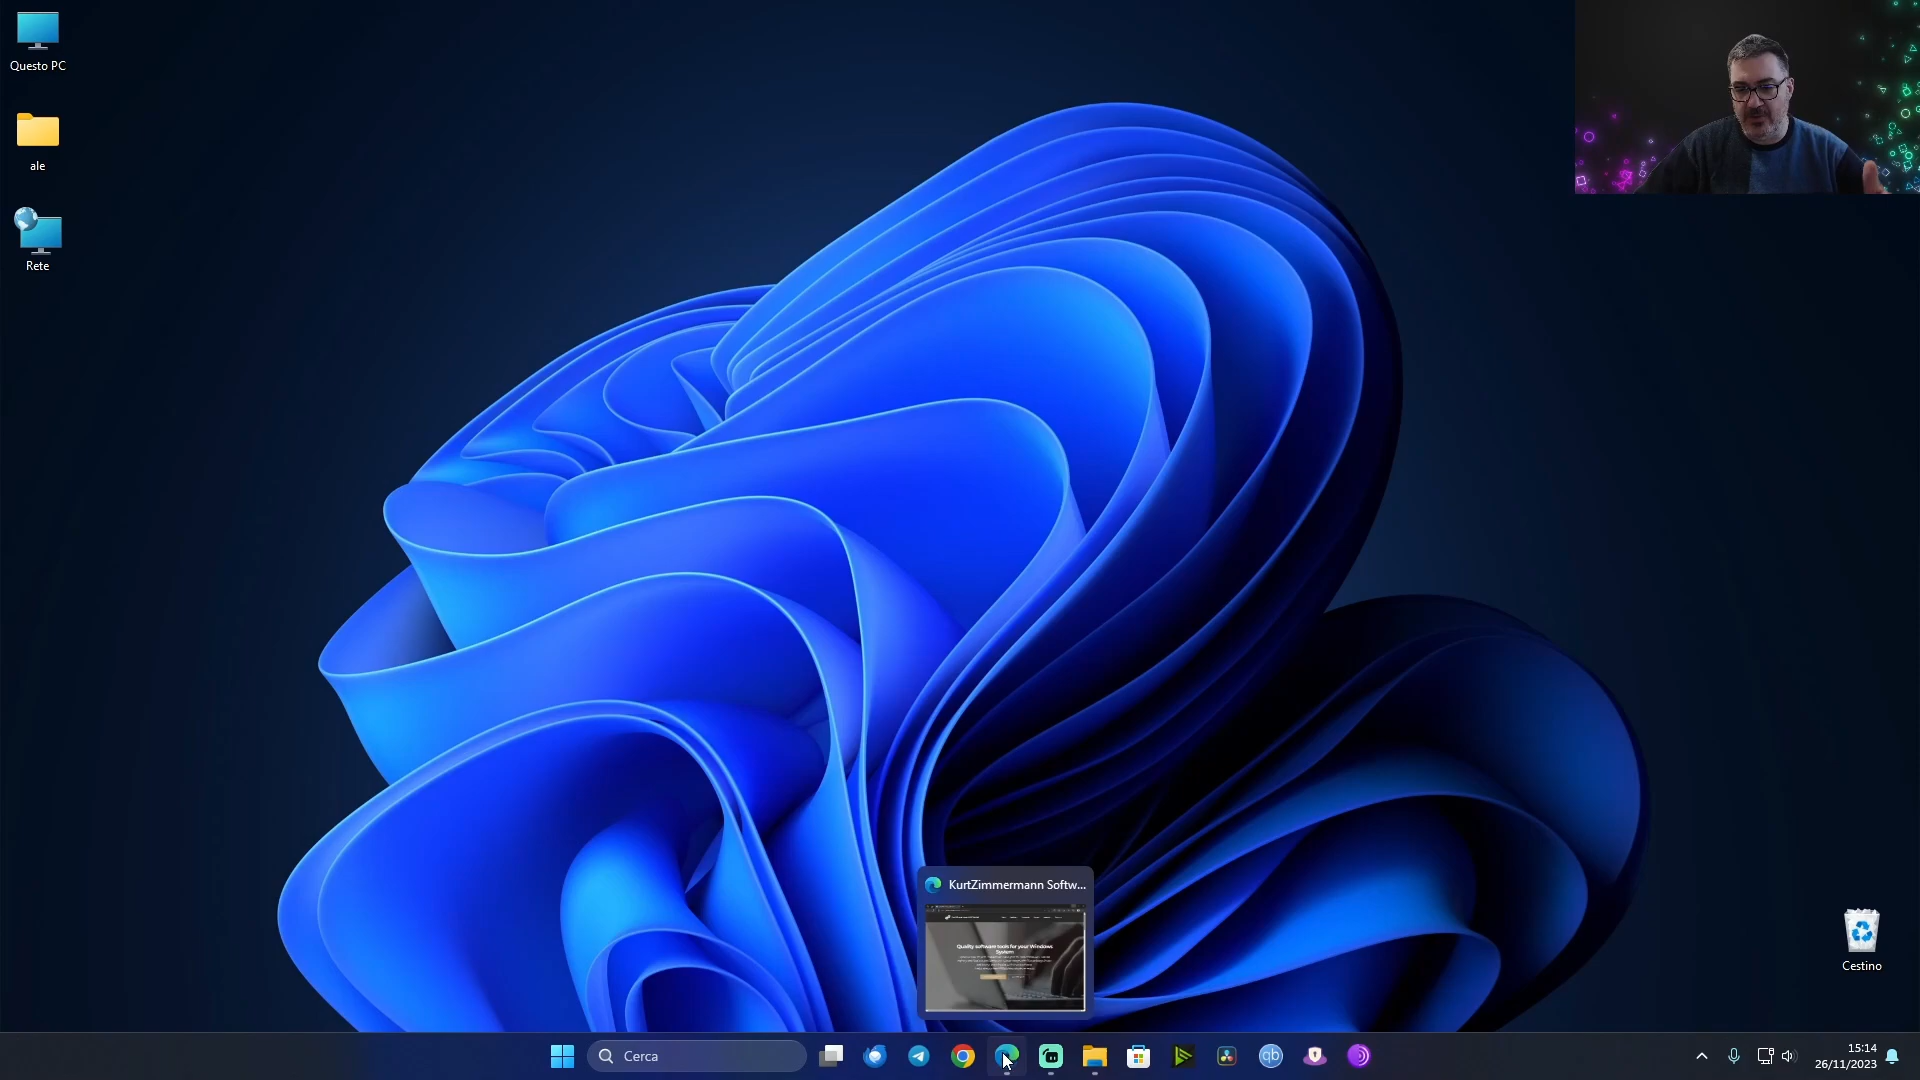 Questo PC
ale
Rete
KurtZimmermann Softw...
Quality software tools for your Windows
System
Cestino
Cerca
qb
15:14
26/11/2023